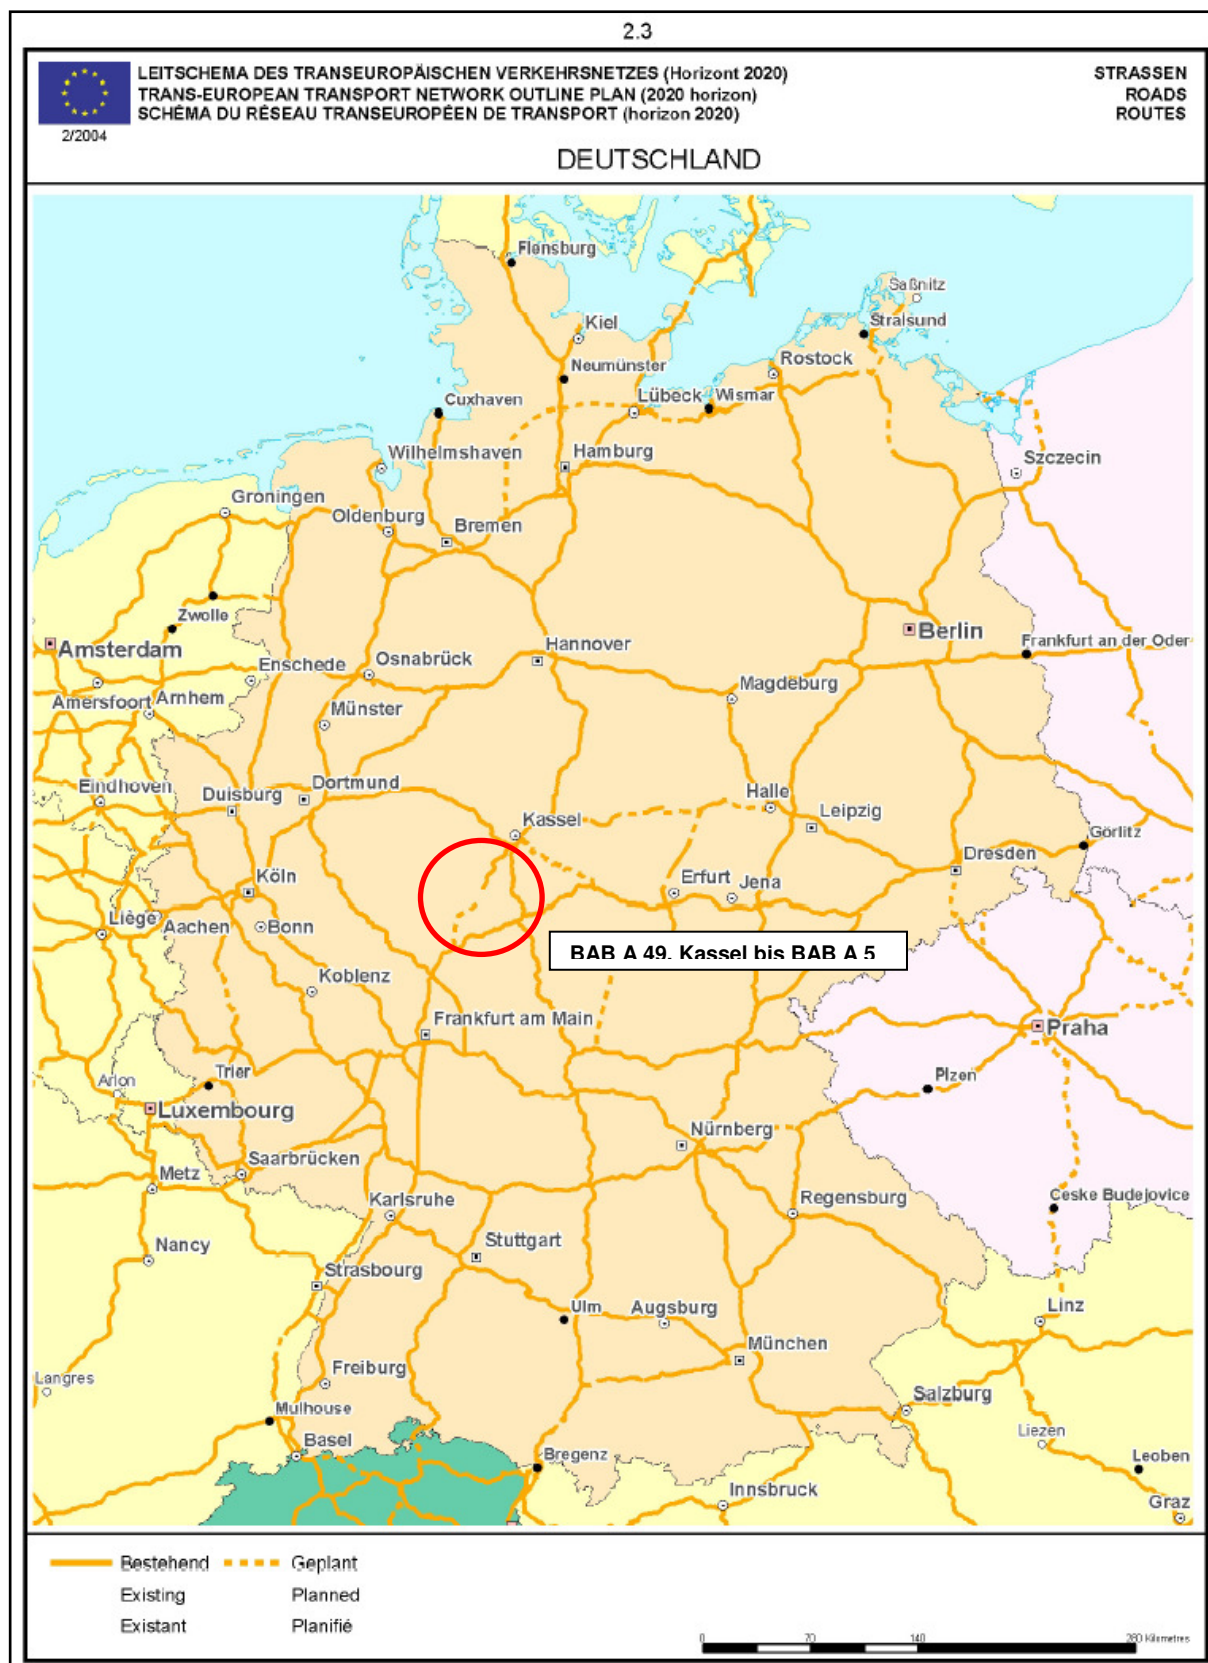 2.3
LEITSCHEMA DES TRANSEUROPÄISCHEN VERKEHRSNETZES (Horizont 2020)
TRANS-EUROPEAN TRANSPORT NETWORK OUTLINE PLAN (2020 horizon)
SCHÉMA DU RÉSEAU TRANSEUROPÉEN DE TRANSPORT (horizon 2020)
STRASSEN
ROADS
ROUTES
2/2004
DEUTSCHLAND
Flensburg
Saßnitz
Kiel
Stralsund
Neumünster
Rostock
Cuxhaven
Lübeck
Wismar
Wilhelmshaven
Hamburg
Szczecin
Groningen
Oldenburg
Bremen
Zwolle
Berlin
Amsterdam
Hannover
Frankfurt an der Oder
Enschede
Osnabrück
Amersfoort
Arnhem
Magdeburg
Münster
Eindhoven
Duisburg
Dortmund
Halle
Leipzig
Kassel
Görlitz
Dresden
Köln
Erfurt
Jena
Liège
Aachen
Bonn
BAB A 49, Kassel bis BAB A 5
Koblenz
Frankfurt am Main
Praha
Trier
Arlon
Plzen
Luxembourg
Nürnberg
Saarbrücken
Metz
Karlsruhe
Regensburg
Ceske Budejovice
Nancy
Stuttgart
Strasbourg
Ulm
Augsburg
Linz
München
Freiburg
Langres
Salzburg
Mulhouse
Liezen
Basel
Bregenz
Leoben
Innsbruck
Graz
Bestehend
Geplant
Existing
Planned
Existant
Planifié
0 70 140 280 Kilometres